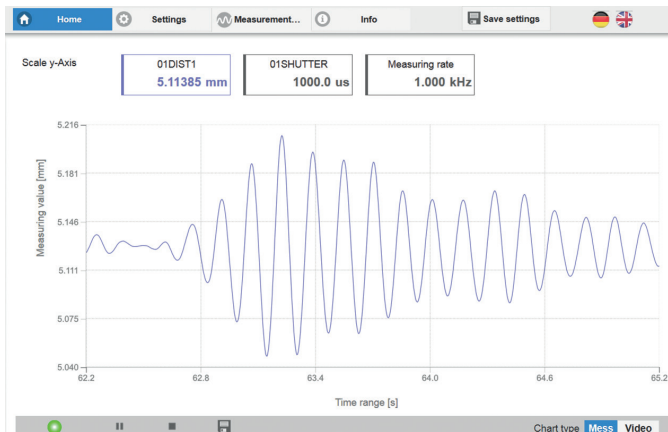 Home Settings Measurement... Info Save settings
Scale y-Axis
01DIST1
5.11385 mm
01SHUTTER
1000.0 us
Measuring rate
1.000 kHz
Measuring value [mm]
5.216
5.181
5.146
5.111
5.075
5.040
62.2 62.8 63.4 64.0 64.6 65.2
Time range [s]
Chart type Mess Video